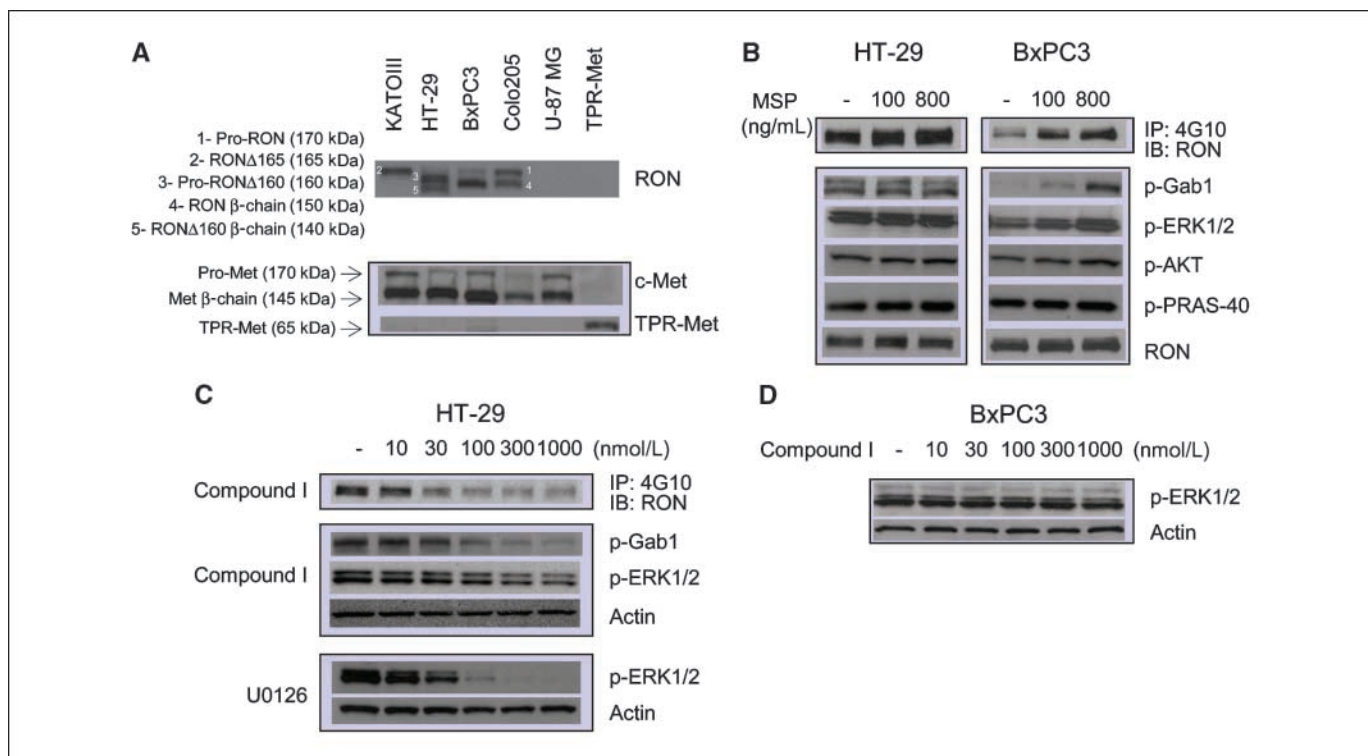 A
KATOIII
HT-29
BxPC3
Colo205
U-87 MG
TPR-Met
1- Pro-RON (170 kDa)
2- RONΔ165 (165 kDa)
3- Pro-RONΔ160 (160 kDa)
4- RON β-chain (150 kDa)
5- RONΔ160 β-chain (140 kDa)
2
3
5
1
4
RON
Pro-Met (170 kDa) →
Met β-chain (145 kDa) →
c-Met
TPR-Met (65 kDa) →
TPR-Met
B
HT-29 BxPC3
MSP (ng/mL)
- 100 800 - 100 800
IP: 4G10
IB: RON
p-Gab1
p-ERK1/2
p-AKT
p-PRAS-40
RON
C
HT-29
- 10 30 100 300 1000 (nmol/L)
Compound I
IP: 4G10
IB: RON
p-Gab1
Compound I
p-ERK1/2
Actin
U0126
p-ERK1/2
Actin
D
BxPC3
Compound I - 10 30 100 300 1000 (nmol/L)
p-ERK1/2
Actin